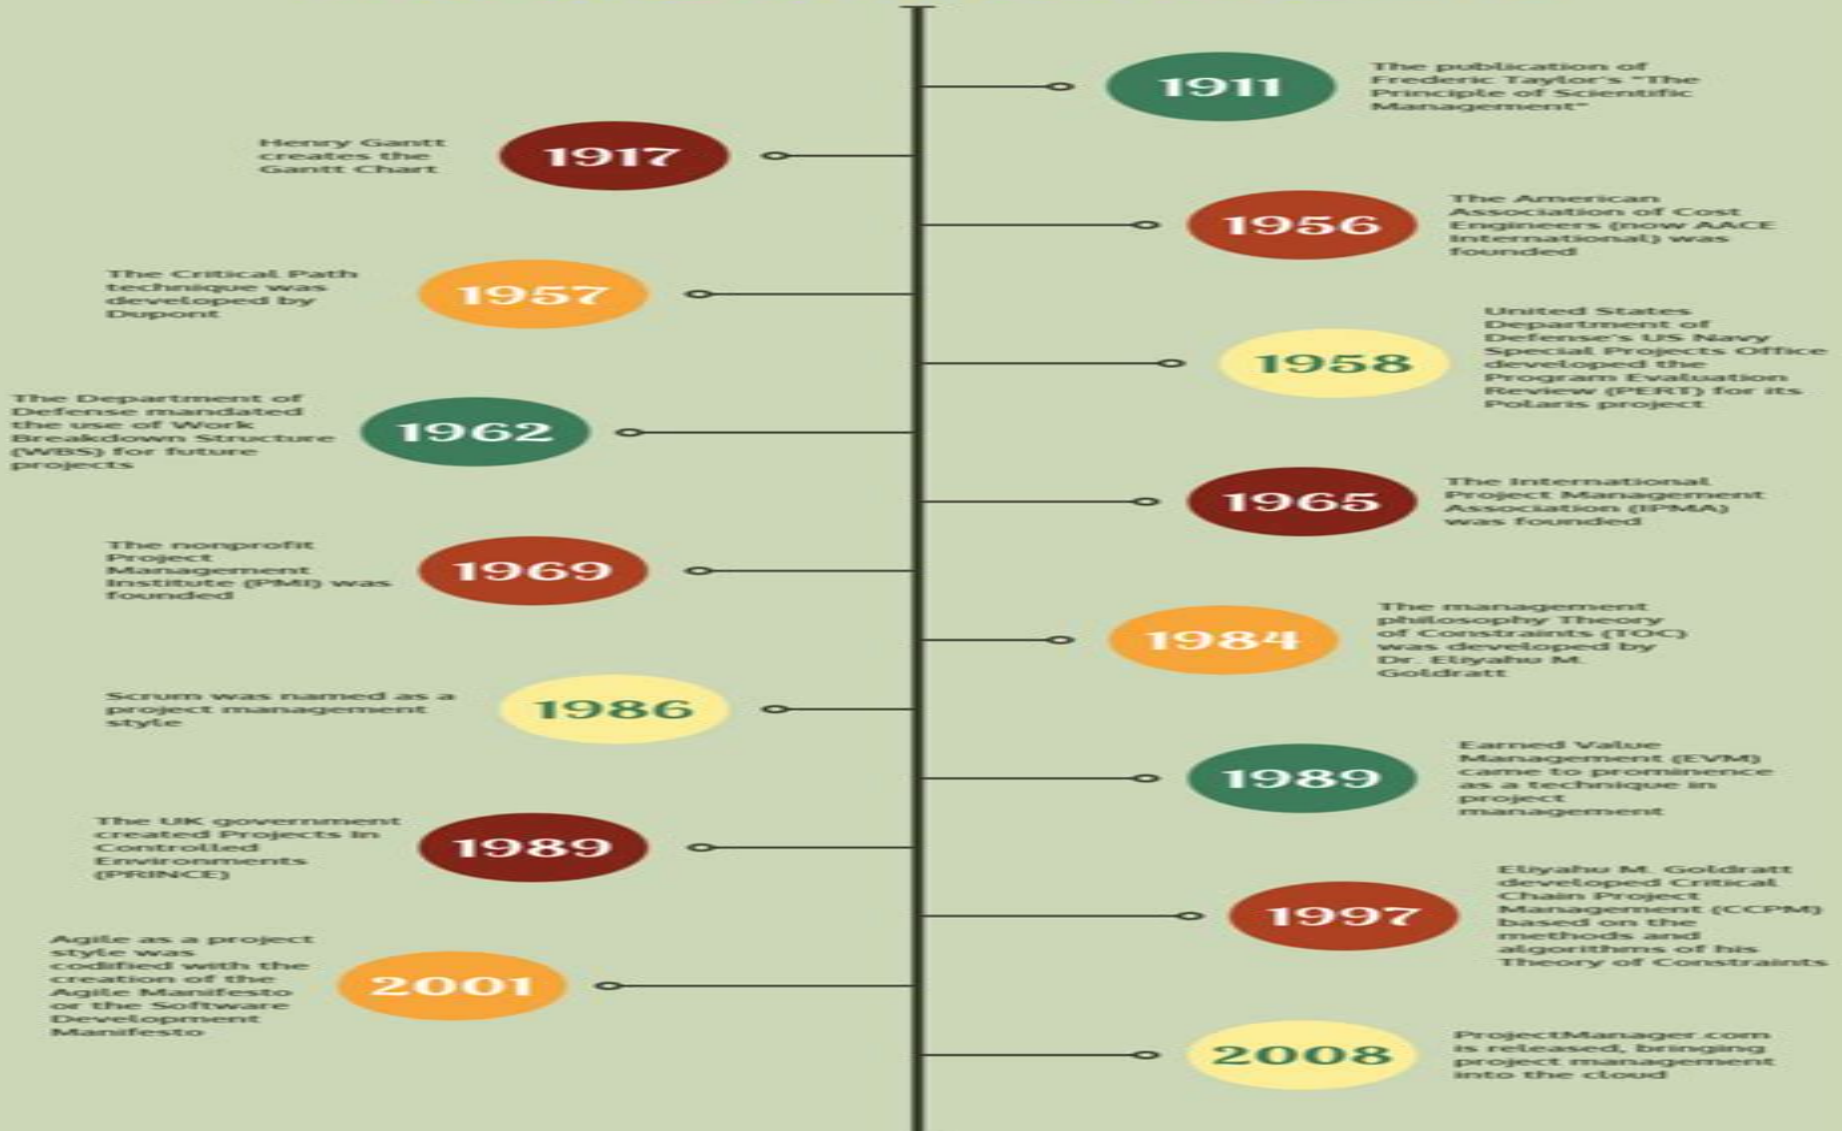 1911
The publication of
Frederic Taylor's "The
Principle of Scientific
Management"
1917
Henry Gantt
creates the
Gantt Chart
1956
The American
Association of Cost
Engineers (now AACE
International) was
founded
1957
The Critical Path
technique was
developed by
Dupont
1958
United States
Department of
Defense's US Navy
Special Projects Office
developed the
Program Evaluation
Review (PERT) for its
Polaris project
1962
The Department of
Defense mandated
the use of Work
Breakdown Structure
(WBS) for future
projects
1965
The International
Project Management
Association (IPMA)
was founded
1969
The nonprofit
Project
Management
Institute (PMI) was
founded
1984
The management
philosophy Theory
of Constraints (TOC)
was developed by
Dr. Eliyahu M.
Goldratt
1986
Scrum was named as a
project management
style
1989
Earned Value
Management (EVM)
came to prominence
as a technique in
project
management
1989
The UK government
created Projects In
Controlled
Environments
(PRINCE)
1997
Eliyahu M. Goldratt
developed Critical
Chain Project
Management (CCPM)
based on the
methods and
algorithms of his
Theory of Constraints
2001
Agile as a project
style was
codified with the
creation of the
Agile Manifesto
or the Software
Development
Manifesto
2008
ProjectManager.com
is released, bringing
project management
into the cloud